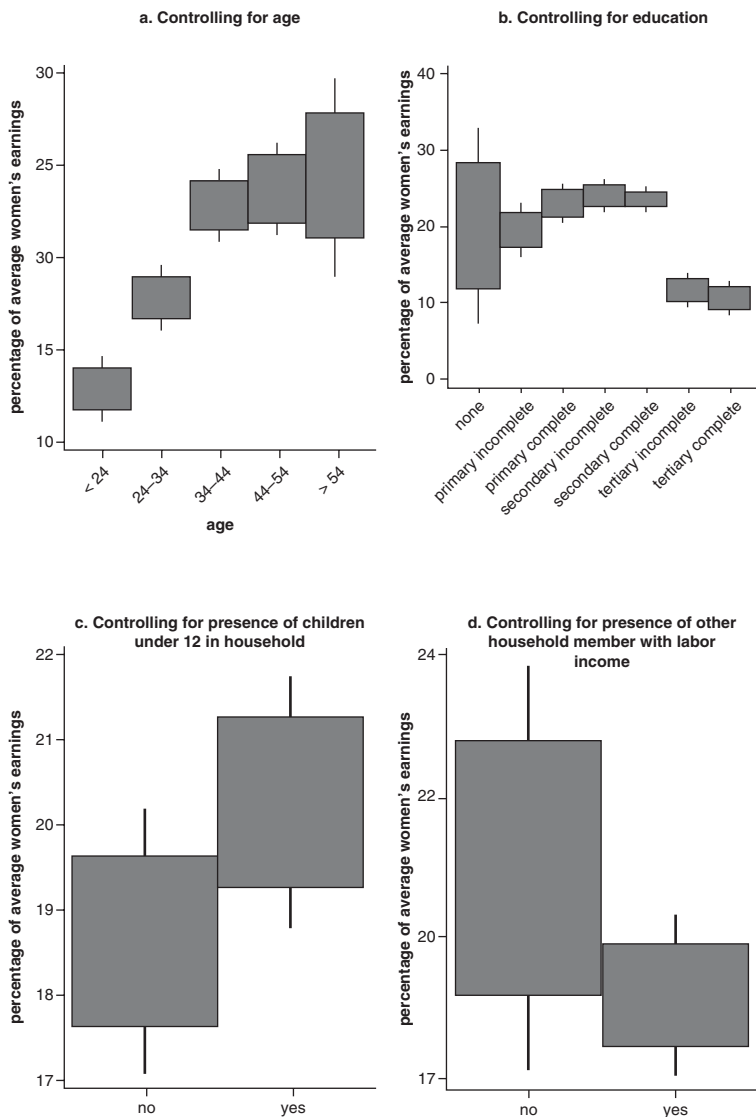 a. Controlling for age
percentage of average women's earnings
30
25
30
15
10
< 24
24–34
34–44
44–54
> 54
age
b. Controlling for education
percentage of average women's earnings
40
30
20
10
0
none
primary incomplete
primary complete
secondary incomplete
secondary complete
tertiary incomplete
tertiary complete
c. Controlling for presence of children
under 12 in household
percentage of average women's earnings
22
21
20
19
18
17
no
yes
d. Controlling for presence of other
household member with labor
income
percentage of average women's earnings
24
22
20
17
no
yes